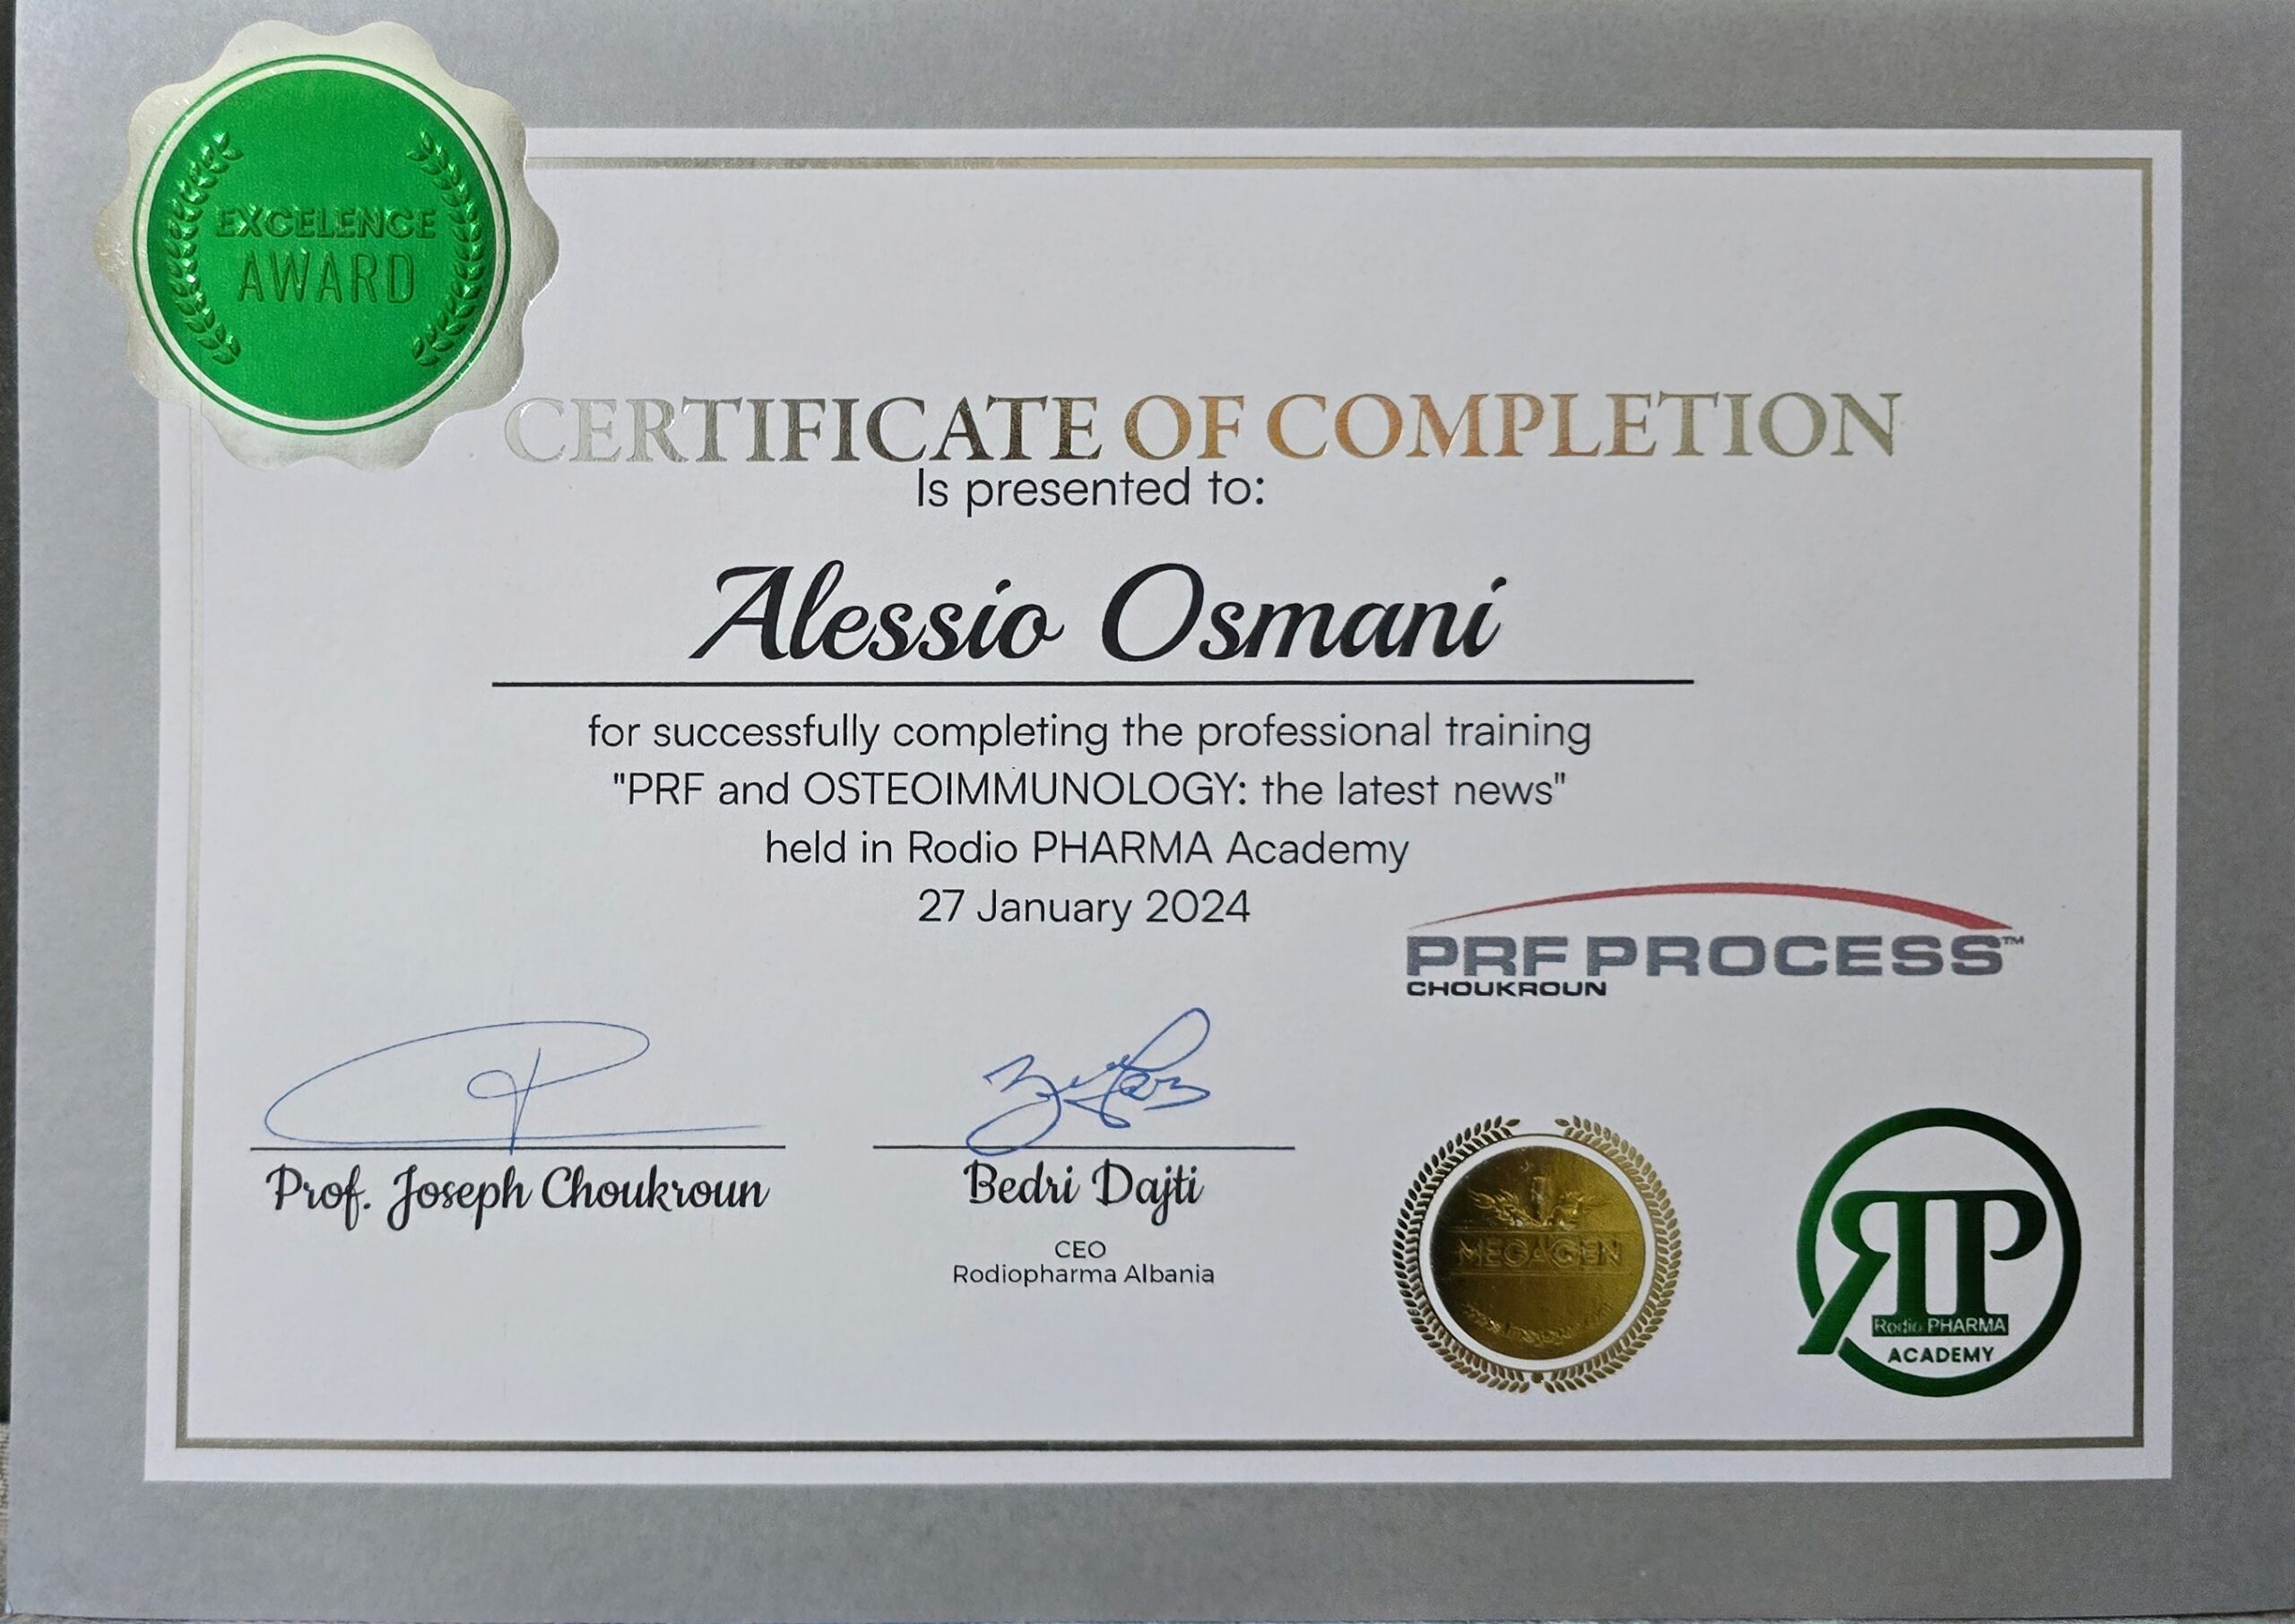 EXCELENCE
AWARD
CERTIFICATE OF COMPLETION
Is presented to:
Alessio Osmani
for successfully completing the professional training
"PRF and OSTEOIMMUNOLOGY: the latest news"
held in Rodio PHARMA Academy
27 January 2024
PRF PROCESS™
CHOUKROUN
Prof. Joseph Choukroun
Bedri Dajti
CEO
Rodiopharma Albania
MEGAGEN
RP
Rodio PHARMA
ACADEMY